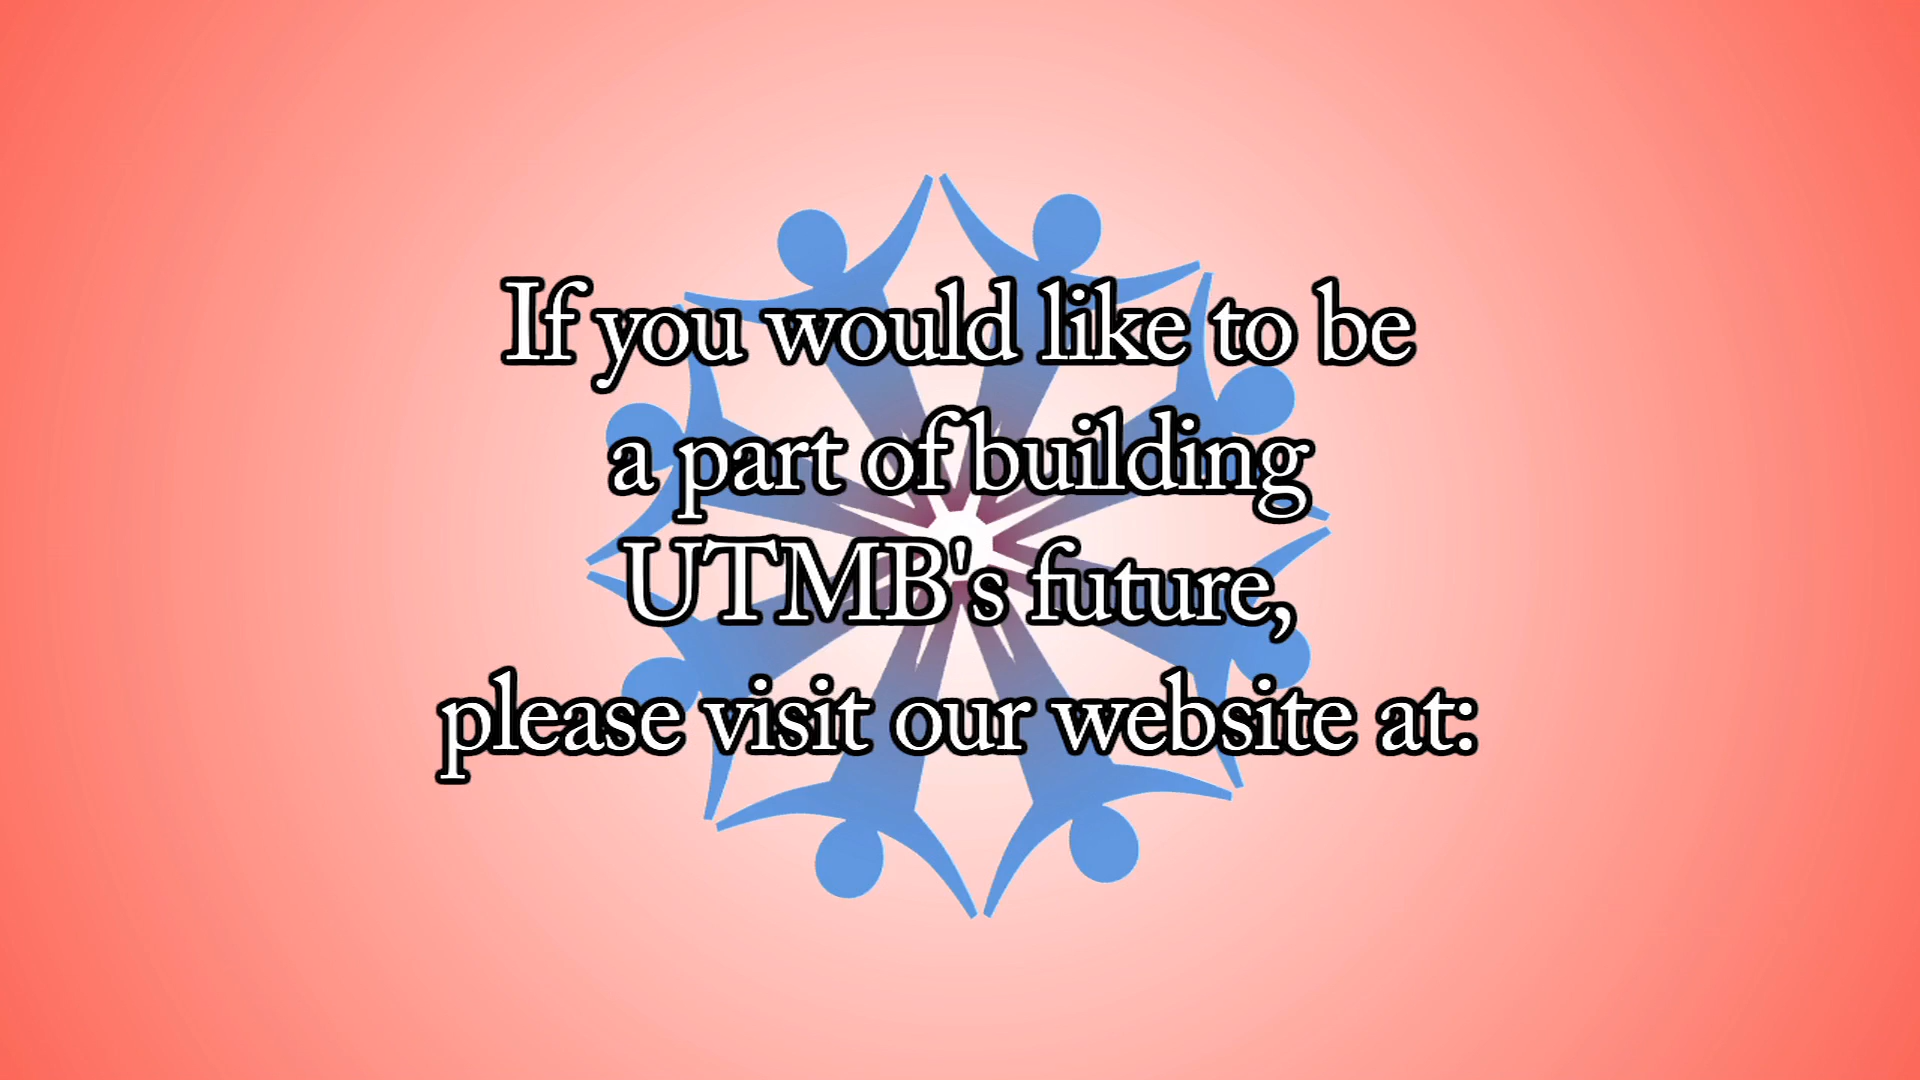 If you would like to be
a part of building
UTMB's future,
please visit our website at: